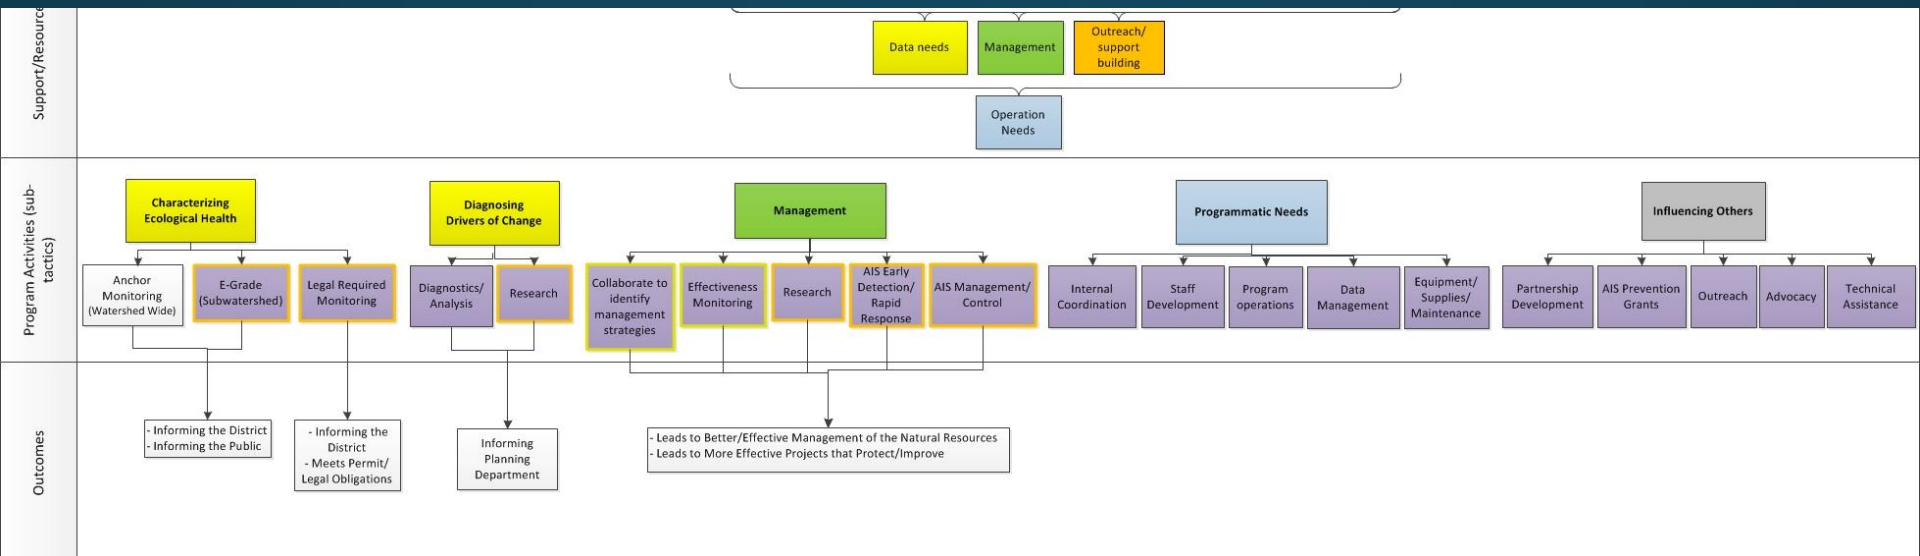 Support/Resource
Data needs
Management
Outreach/
support
building
Operation
Needs
Program Activities (sub-
tactics)
Characterizing
Ecological Health
Diagnosing
Drivers of Change
Management
Programmatic Needs
Influencing Others
Anchor
Monitoring
(Watershed Wide)
E-Grade
(Subwatershed)
Legal Required
Monitoring
Diagnostics/
Analysis
Research
Collaborate to
identify
management
strategies
Effectiveness
Monitoring
Research
AIS Early
Detection/
Rapid
Response
AIS Management/
Control
Internal
Coordination
Staff
Development
Program
operations
Data
Management
Equipment/
Supplies/
Maintenance
Partnership
Development
AIS Prevention
Grants
Outreach
Advocacy
Technical
Assistance
Outcomes
- Informing the District
- Informing the Public
- Informing the
District
- Meets Permit/
Legal Obligations
Informing
Planning
Department
- Leads to Better/Effective Management of the Natural Resources
- Leads to More Effective Projects that Protect/Improve